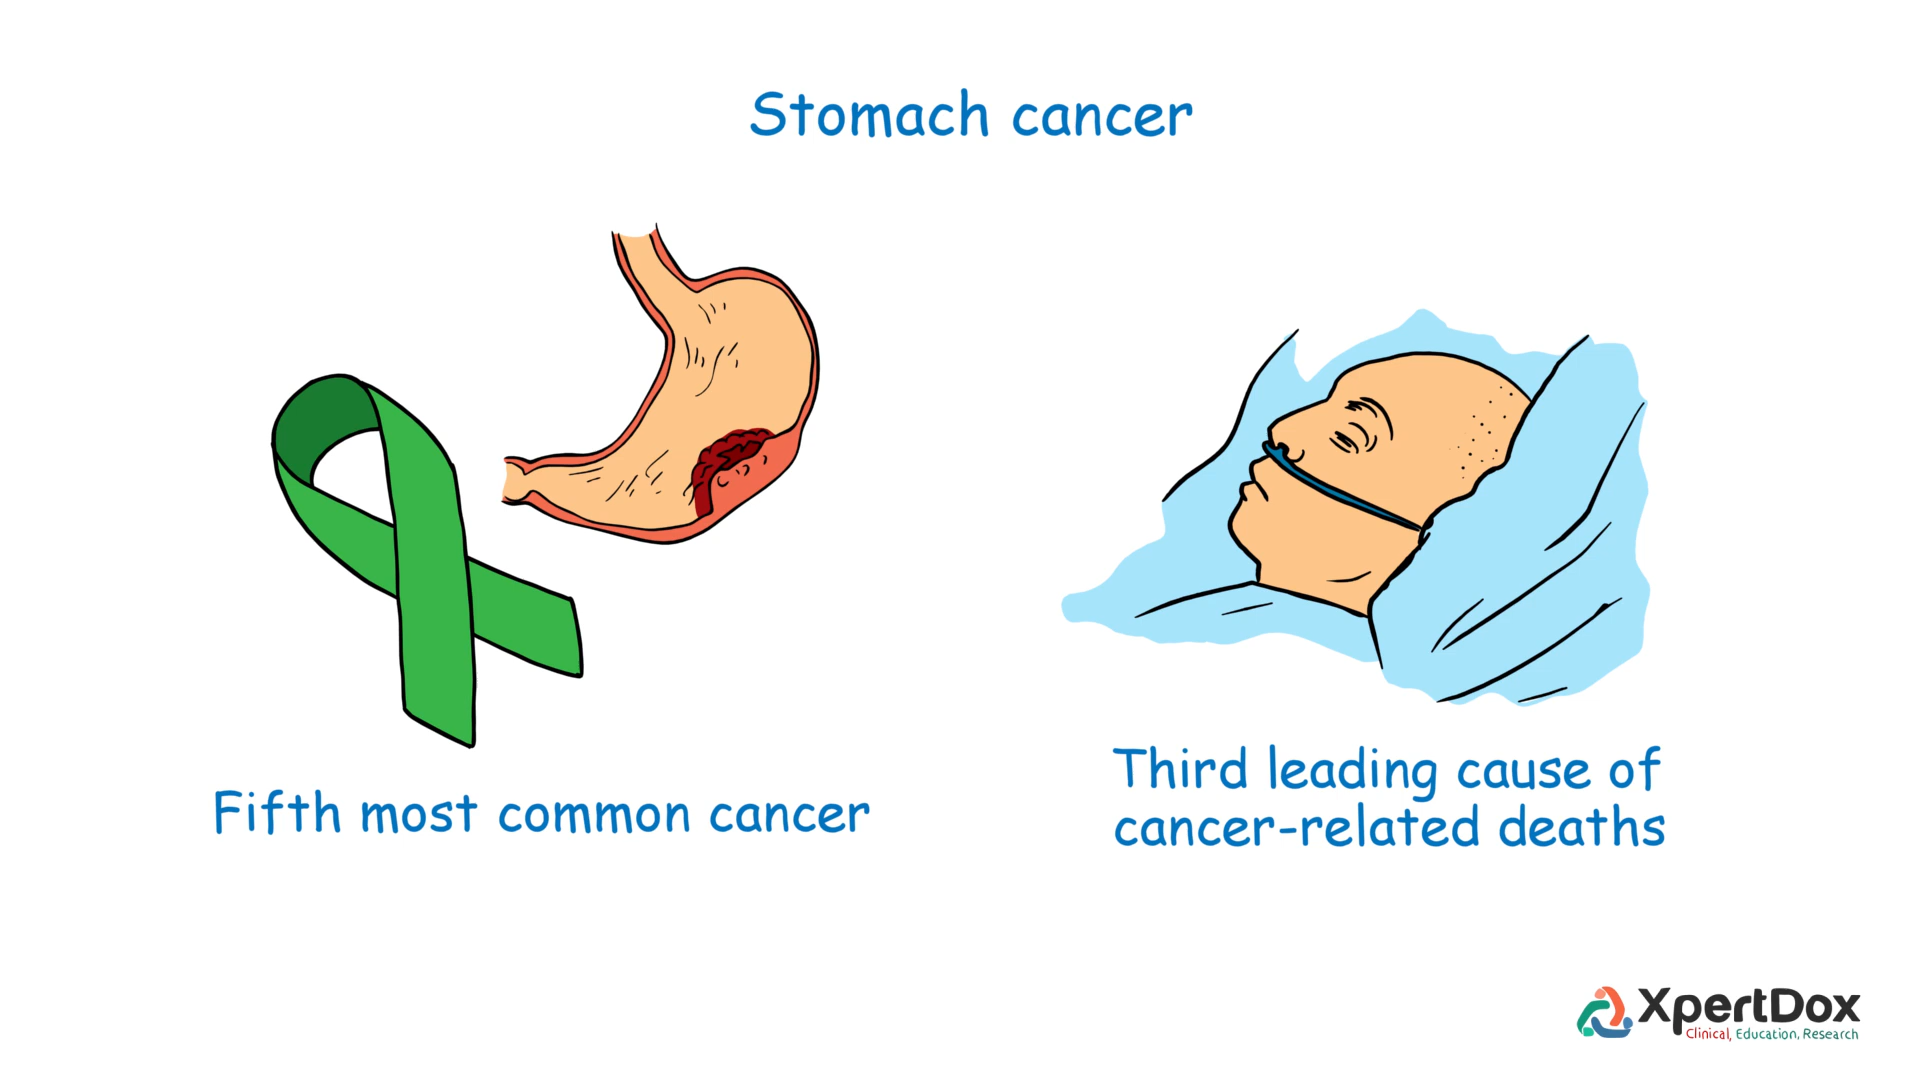 Stomach cancer
Fifth most common cancer
Third leading cause of
cancer-related deaths
XpertDox
Clinical, Education, Research